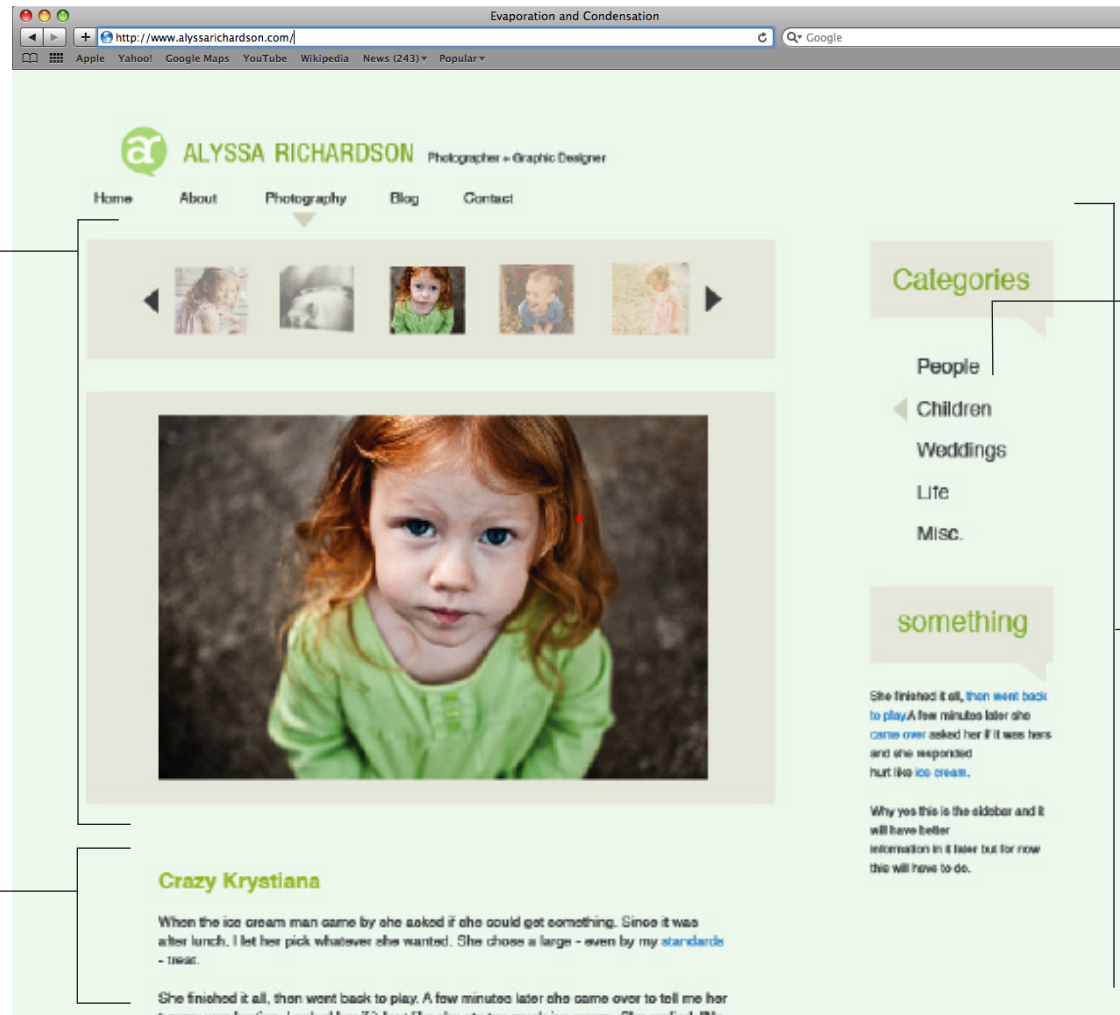 Evaporation and Condensation
http://www.alyssarichardson.com/
Google
Apple Yahoo! Google Maps YouTube Wikipedia News (243) Popular
ar
ALYSSA RICHARDSON Photographer + Graphic Designer
Home About Photography Blog Contact
Categories
People
Children
Weddings
Life
Misc.
something
She finished it all, then went back
to play.A few minutes later she
came over asked her if it was hers
and she responded
hurt like ice cream.
Why yes this is the sidebar and it
will have better
information in it later but for now
this will have to do.
Crazy Krystiana
When the ice cream man came by she asked if she could get something. Since it was
after lunch, I let her pick whatever she wanted. She chose a large - even by my standards
- treat.
She finished it all, then went back to play. A few minutes later she came over to tell me her